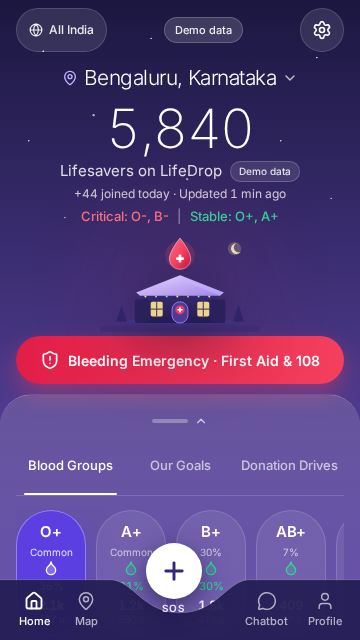 All India
Demo data
Bengaluru, Karnataka
5,840
Lifesavers on LifeDrop Demo data
+44 joined today · Updated 1 min ago
Critical: O-, B- | Stable: O+, A+
Bleeding Emergency · First Aid & 108
Blood Groups Our Goals Donation Drives
O+ A+ B+ AB+
Common Common 30% 7%
30%
SOS
Home Map Chatbot Profile